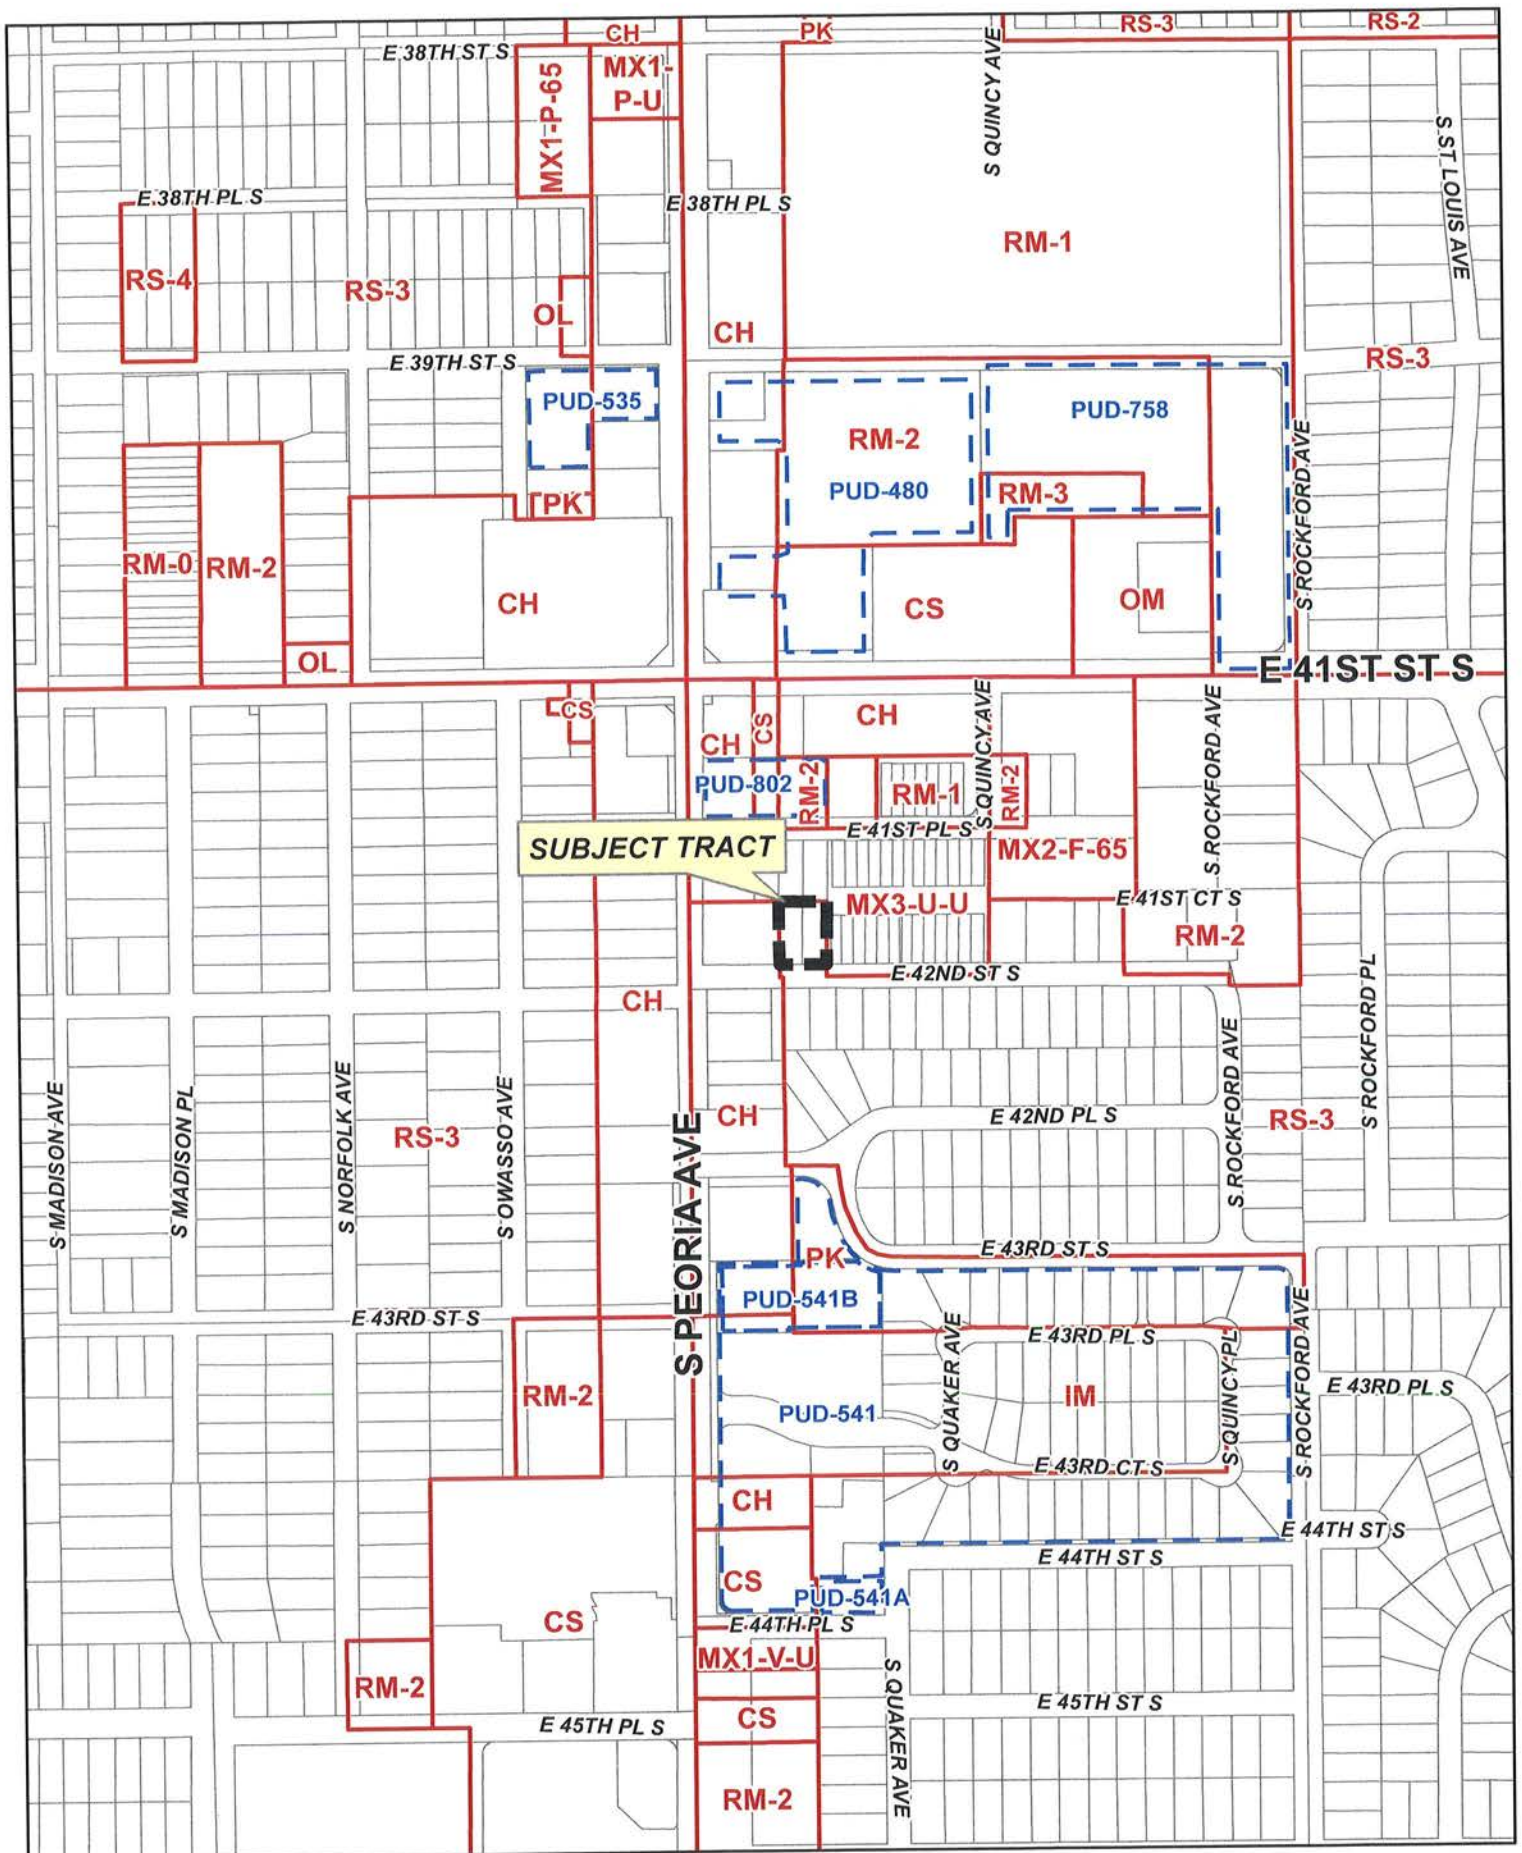 CH
PK
RS-3
RS-2
E 38TH ST S
MX1-
P-U
MX1-P-65
S QUINCY AVE
S ST LOUIS AVE
E 38TH PL S
E 38TH PL S
RM-1
RS-4
RS-3
OL
CH
E 39TH ST S
RS-3
PUD-535
PUD-758
RM-2
PUD-480
RM-3
PK
S ROCKFORD AVE
RM-0
RM-2
CH
CS
OM
OL
E 41ST ST S
CS
CH
CS
CH
S QUINCY AVE
S ROCKFORD AVE
PUD-802
RM-2
RM-1
RM-2
E 41ST PL S
SUBJECT TRACT
MX2-F-65
MX3-U-U
E 41ST CT S
RM-2
E 42ND ST S
CH
S ROCKFORD PL
S MADISON AVE
S MADISON PL
S NORFOLK AVE
S OWASSO AVE
RS-3
CH
E 42ND PL S
S ROCKFORD AVE
RS-3
S PEORIA AVE
E 43RD ST S
PK
PUD-541B
E 43RD ST S
E 43RD PL S
S QUAKER AVE
S QUINCY PL
S ROCKFORD AVE
RM-2
PUD-541
IM
E 43RD PL S
E 43RD CT S
CH
E 44TH ST S
E 44TH ST S
CS
PUD-541A
CS
E 44TH PL S
MX1-V-U
RM-2
S QUAKER AVE
CS
E 45TH ST S
E 45TH PL S
RM-2